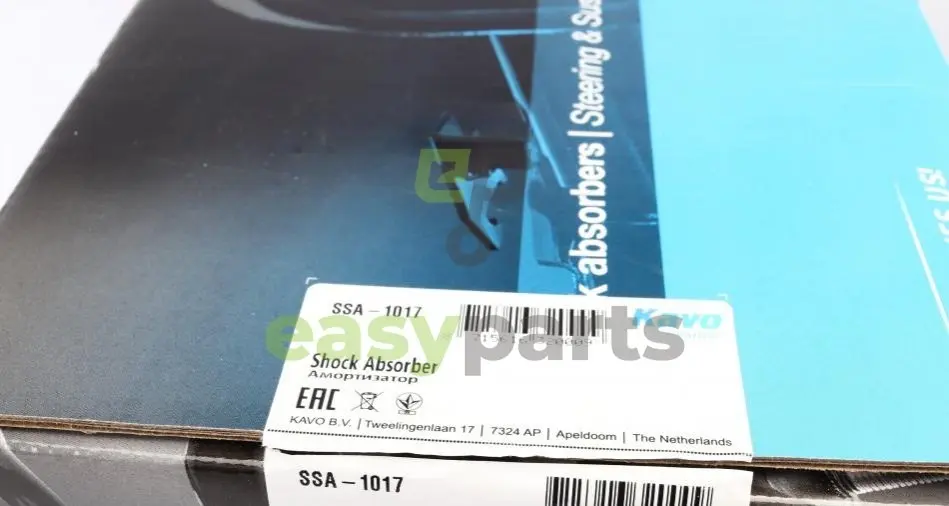 absorbers | Steering &
SSA – 1017
Kavo
easyparts
Shock Absorber
Амортизатор
EAC
KAVO B.V. | Tweelingenlaan 17 | 7324 AP | Apeldoorn | The Netherlands
SSA – 1017